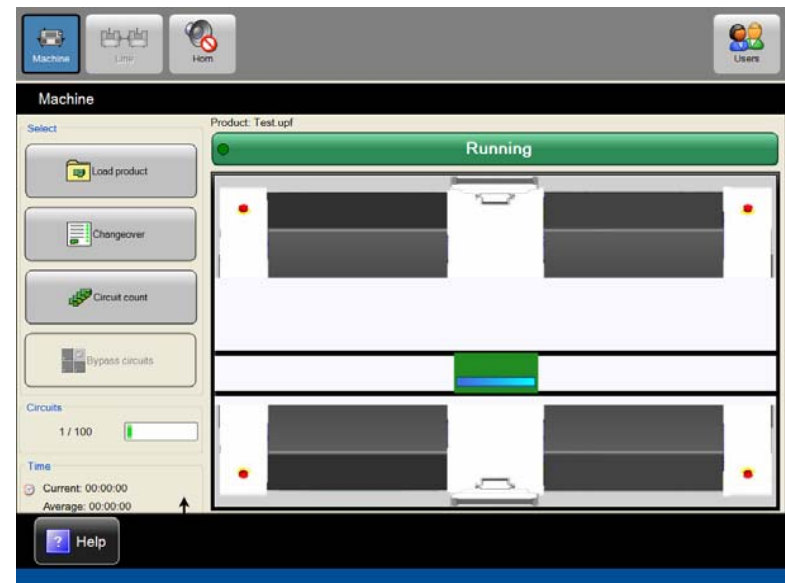 Machine
Line
Horn
Users
Machine
Select
Product: Test.upf
Running
Load product
Changeover
Circuit count
Bypass circuits
Circuits
1 / 100
Time
Current: 00:00:00
Average: 00:00:00
? Help